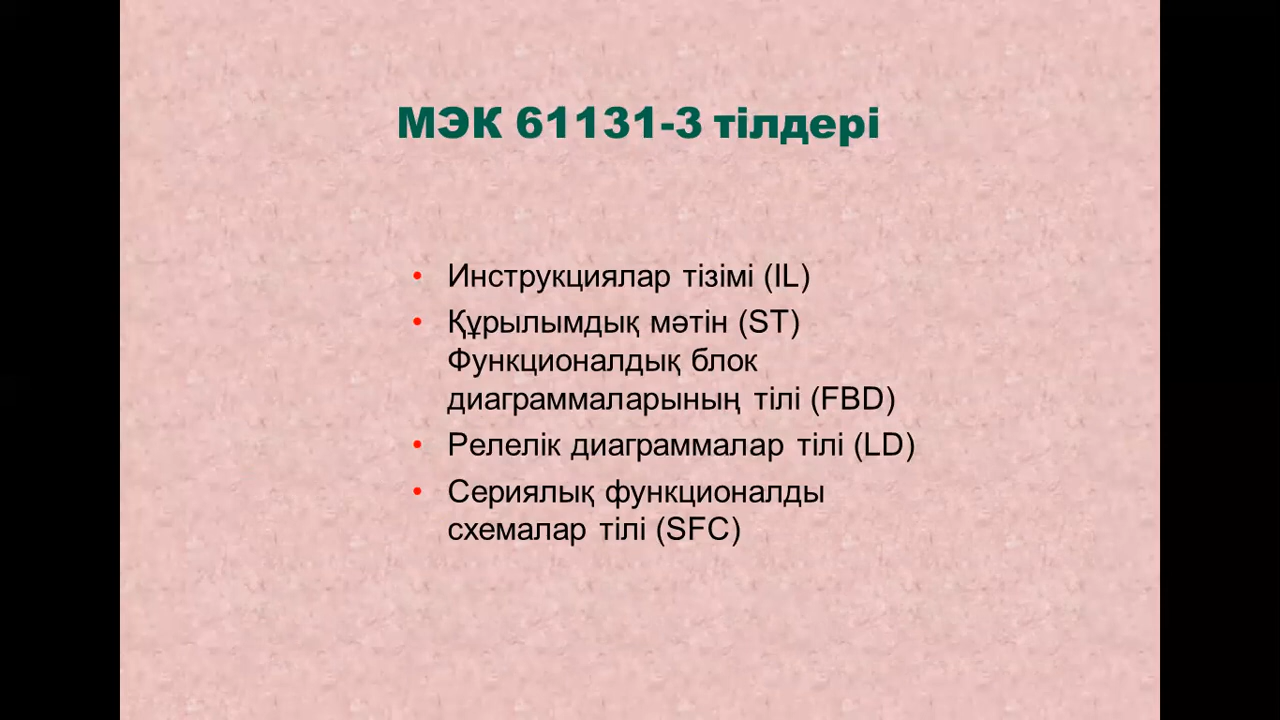 МЭК 61131-3 тілдері
• Инструкциялар тізімі (IL)
• Құрылымдық мәтін (ST)
Функционалдық блок
диаграммаларының тілі (FBD)
• Релелік диаграммалар тілі (LD)
• Сериялық функционалды
схемалар тілі (SFC)